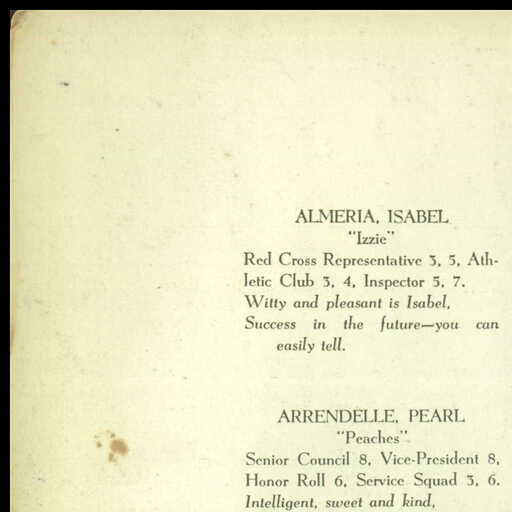 ALMERIA, ISABEL
"Izzie"
Red Cross Representative 3, 5, Ath-
letic Club 3, 4, Inspector 5, 7.
Witty and pleasant is Isabel,
Success in the future—you can
easily tell.
ARRENDELLE, PEARL
"Peaches"
Senior Council 8, Vice-President 8,
Honor Roll 6, Service Squad 3, 6.
Intelligent, sweet and kind,